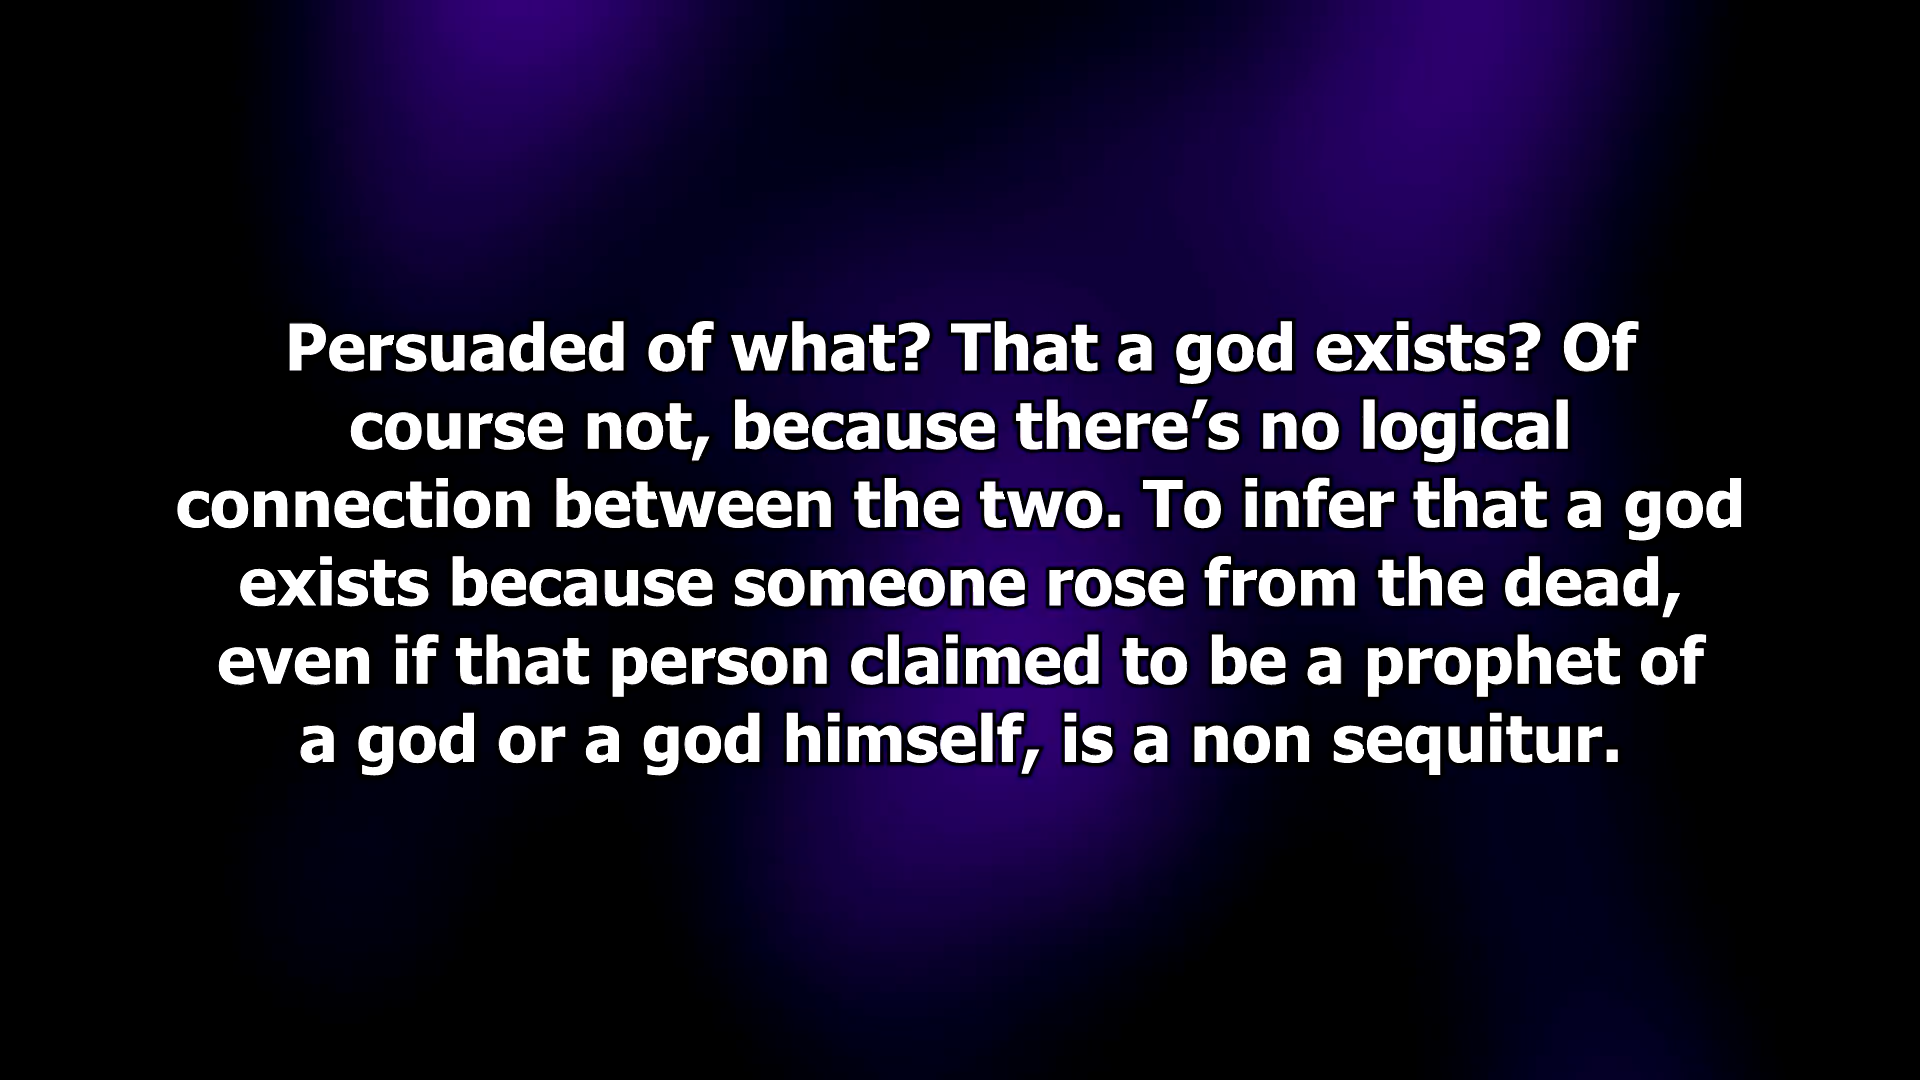 Persuaded of what? That a god exists? Of
course not, because there’s no logical
connection between the two. To infer that a god
exists because someone rose from the dead,
even if that person claimed to be a prophet of
a god or a god himself, is a non sequitur.